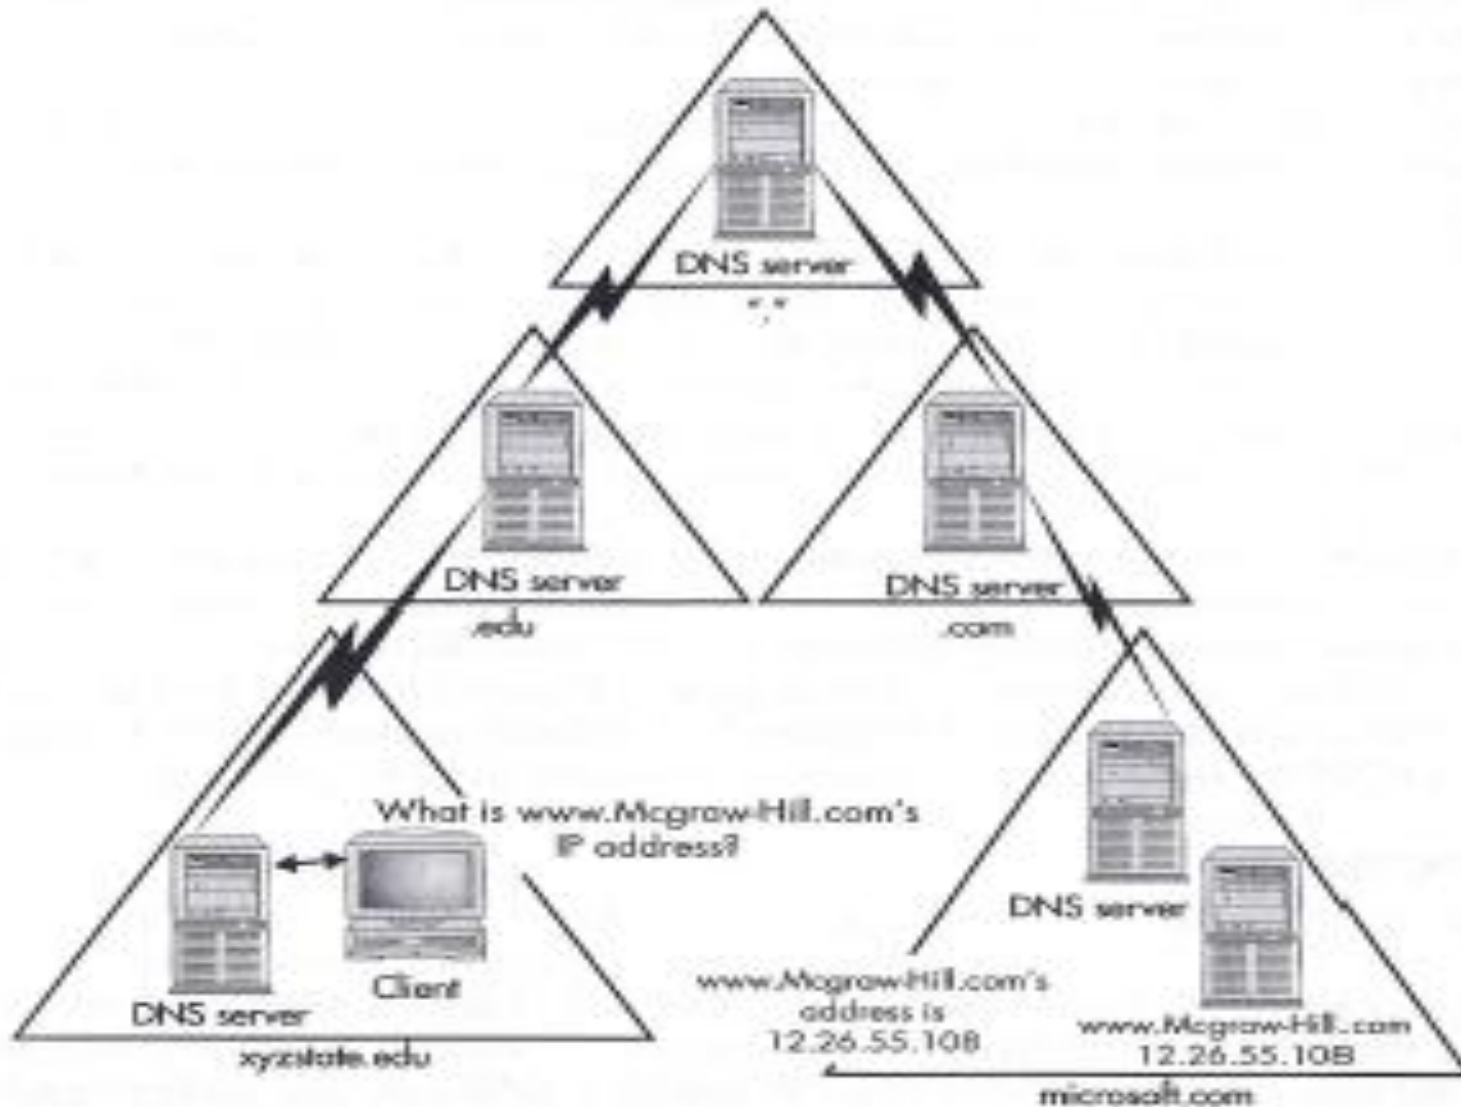 DNS server
"."
DNS server
.edu
DNS server
.com
What is www.Mcgraw-Hill.com's
IP address?
DNS server
Client
xyzstate.edu
DNS server
www.Mcgraw-Hill.com's
address is
12.26.55.108
www.Mcgraw-Hill.com
12.26.55.108
microsoft.com